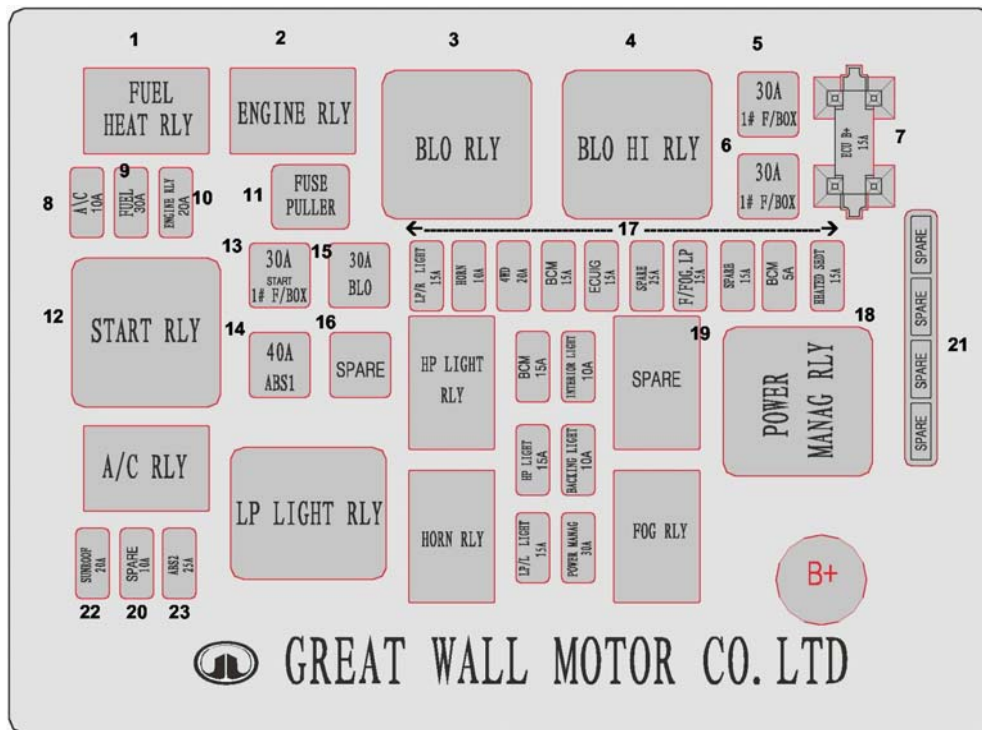 1
2
3
4
5
FUEL
HEAT RLY
ENGINE RLY
BLO RLY
BLO HI RLY
30A
1# F/BOX
6
30A
1# F/BOX
ECU B+
15A
7
8
A\C
10A
9
FUEL
30A
ENGINE RLY
20A
10
11
FUSE
PULLER
17
12
START RLY
13
30A
START
1# F/BOX
15
30A
BLO
14
40A
ABS1
16
SPARE
LP/R LIGHT
15A
HORN
10A
4WD
20A
BCM
15A
ECUIG
15A
SPARE
25A
F/FOG, LP
15A
SPARE
15A
BCM
5A
HEATED SEDT
15A
HP LIGHT
RLY
BCM
15A
INTERIOR LIGHT
10A
SPARE
19
18
POWER
MANAG RLY
SPARE
SPARE
SPARE
SPARE
21
A/C RLY
LP LIGHT RLY
HP LIGHT
15A
BACKING LIGHT
10A
HORN RLY
LP/L LIGHT
15A
POWER MANAG
30A
FOG RLY
B+
SUNROOF
20A
SPARE
10A
ABS2
25A
22
20
23
GREAT WALL MOTOR CO. LTD